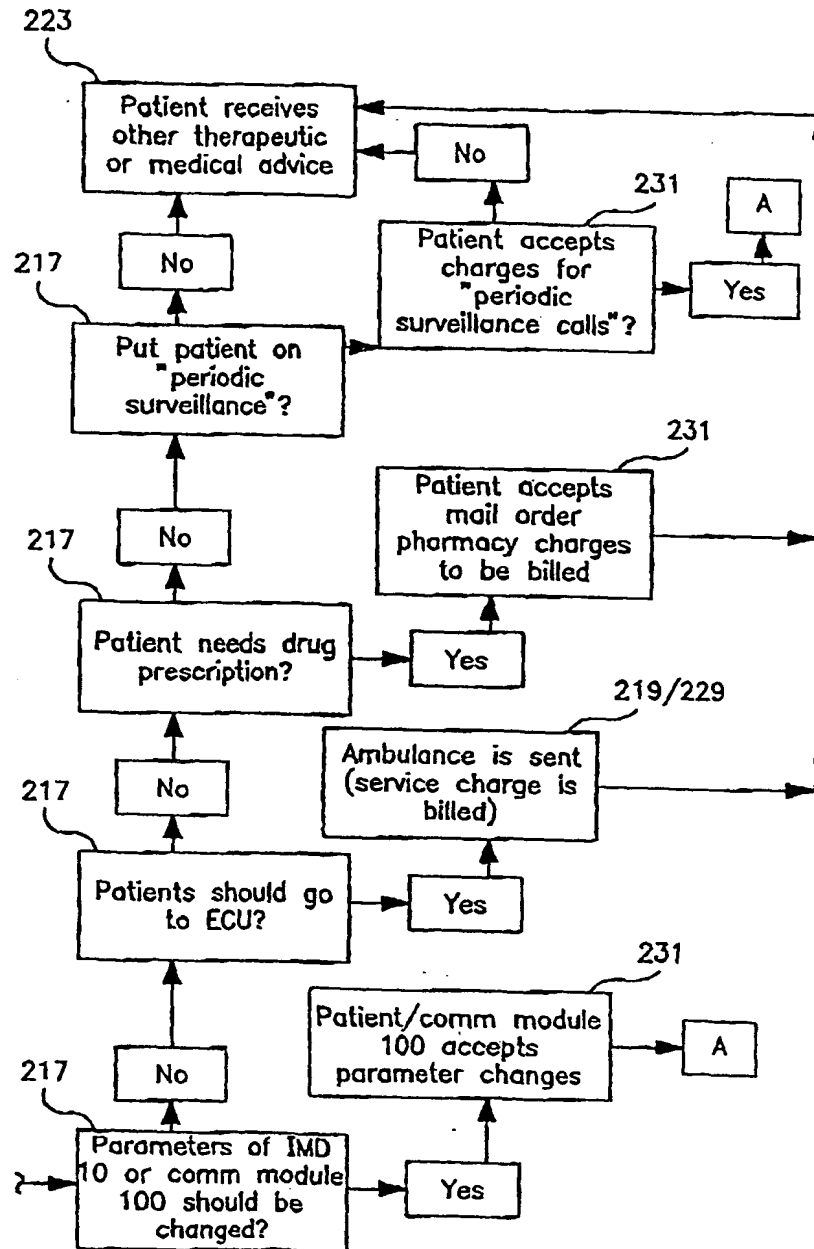 223
Patient receives
other therapeutic
or medical advice
No
231
A
Patient accepts
charges for
"periodic
surveillance calls"?
Yes
217
No
Put patient on
"periodic
surveillance"?
231
Patient accepts
mail order
pharmacy charges
to be billed
No
217
Patient needs drug
prescription?
Yes
219/229
Ambulance is sent
(service charge is
billed)
No
217
Patients should go
to ECU?
Yes
231
Patient/comm module
100 accepts
parameter changes
A
No
217
Parameters of IMD
10 or comm module
100 should be
changed?
Yes